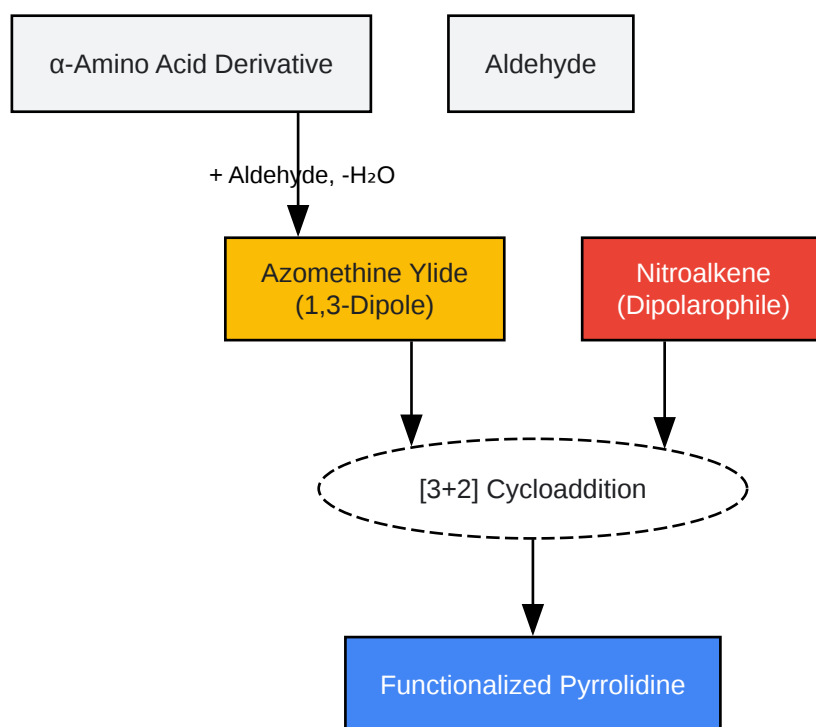 α-Amino Acid Derivative
Aldehyde
+ Aldehyde, -H₂O
Azomethine Ylide
(1,3-Dipole)
Nitroalkene
(Dipolarophile)
[3+2] Cycloaddition
Functionalized Pyrrolidine